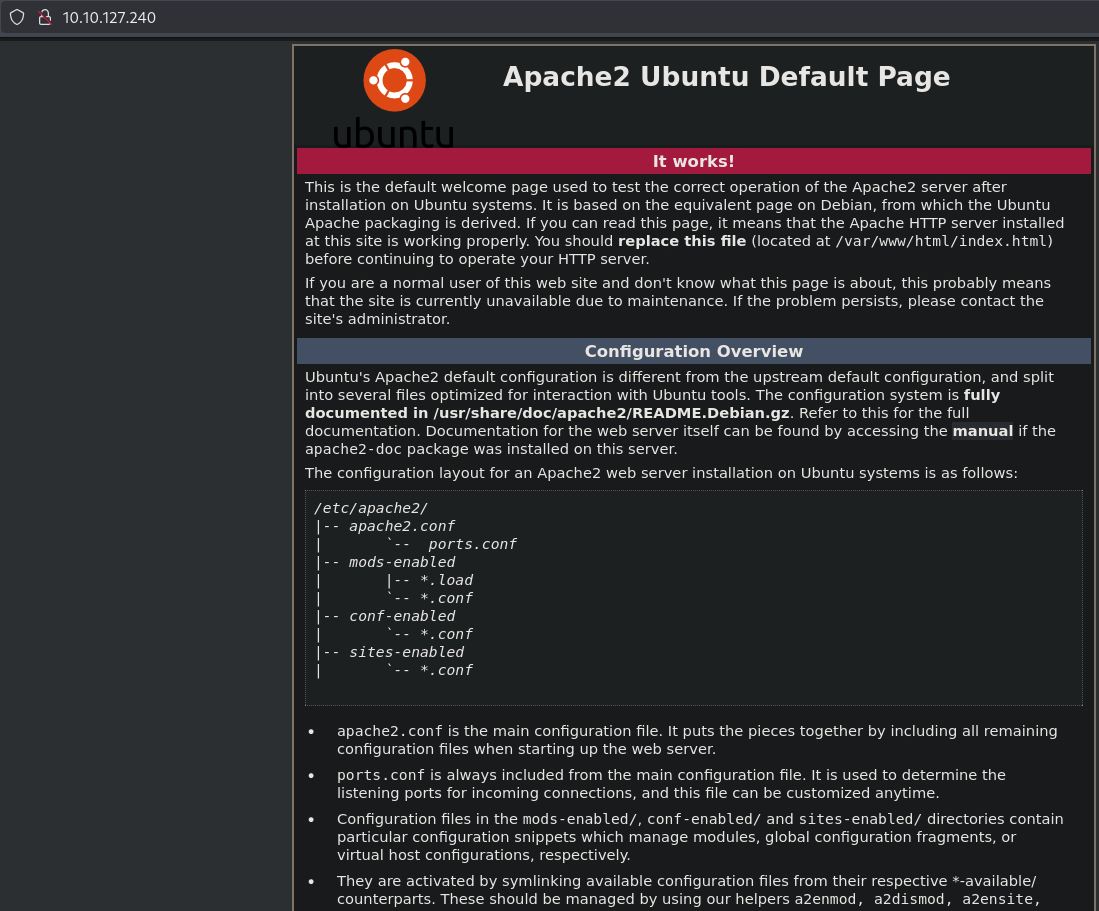 10.10.127.240
Apache2 Ubuntu Default Page
ubuntu
It works!
This is the default welcome page used to test the correct operation of the Apache2 server after
installation on Ubuntu systems. It is based on the equivalent page on Debian, from which the Ubuntu
Apache packaging is derived. If you can read this page, it means that the Apache HTTP server installed
at this site is working properly. You should replace this file (located at /var/www/html/index.html)
before continuing to operate your HTTP server.
If you are a normal user of this web site and don't know what this page is about, this probably means
that the site is currently unavailable due to maintenance. If the problem persists, please contact the
site's administrator.
Configuration Overview
Ubuntu's Apache2 default configuration is different from the upstream default configuration, and split
into several files optimized for interaction with Ubuntu tools. The configuration system is fully
documented in /usr/share/doc/apache2/README.Debian.gz. Refer to this for the full
documentation. Documentation for the web server itself can be found by accessing the manual if the
apache2-doc package was installed on this server.
The configuration layout for an Apache2 web server installation on Ubuntu systems is as follows:
/etc/apache2/
|-- apache2.conf
|       `--  ports.conf
|-- mods-enabled
|       |-- *.load
|       `-- *.conf
|-- conf-enabled
|       `-- *.conf
|-- sites-enabled
|       `-- *.conf
• apache2.conf is the main configuration file. It puts the pieces together by including all remaining
configuration files when starting up the web server.
• ports.conf is always included from the main configuration file. It is used to determine the
listening ports for incoming connections, and this file can be customized anytime.
• Configuration files in the mods-enabled/, conf-enabled/ and sites-enabled/ directories contain
particular configuration snippets which manage modules, global configuration fragments, or
virtual host configurations, respectively.
• They are activated by symlinking available configuration files from their respective *-available/
counterparts. These should be managed by using our helpers a2enmod, a2dismod, a2ensite,